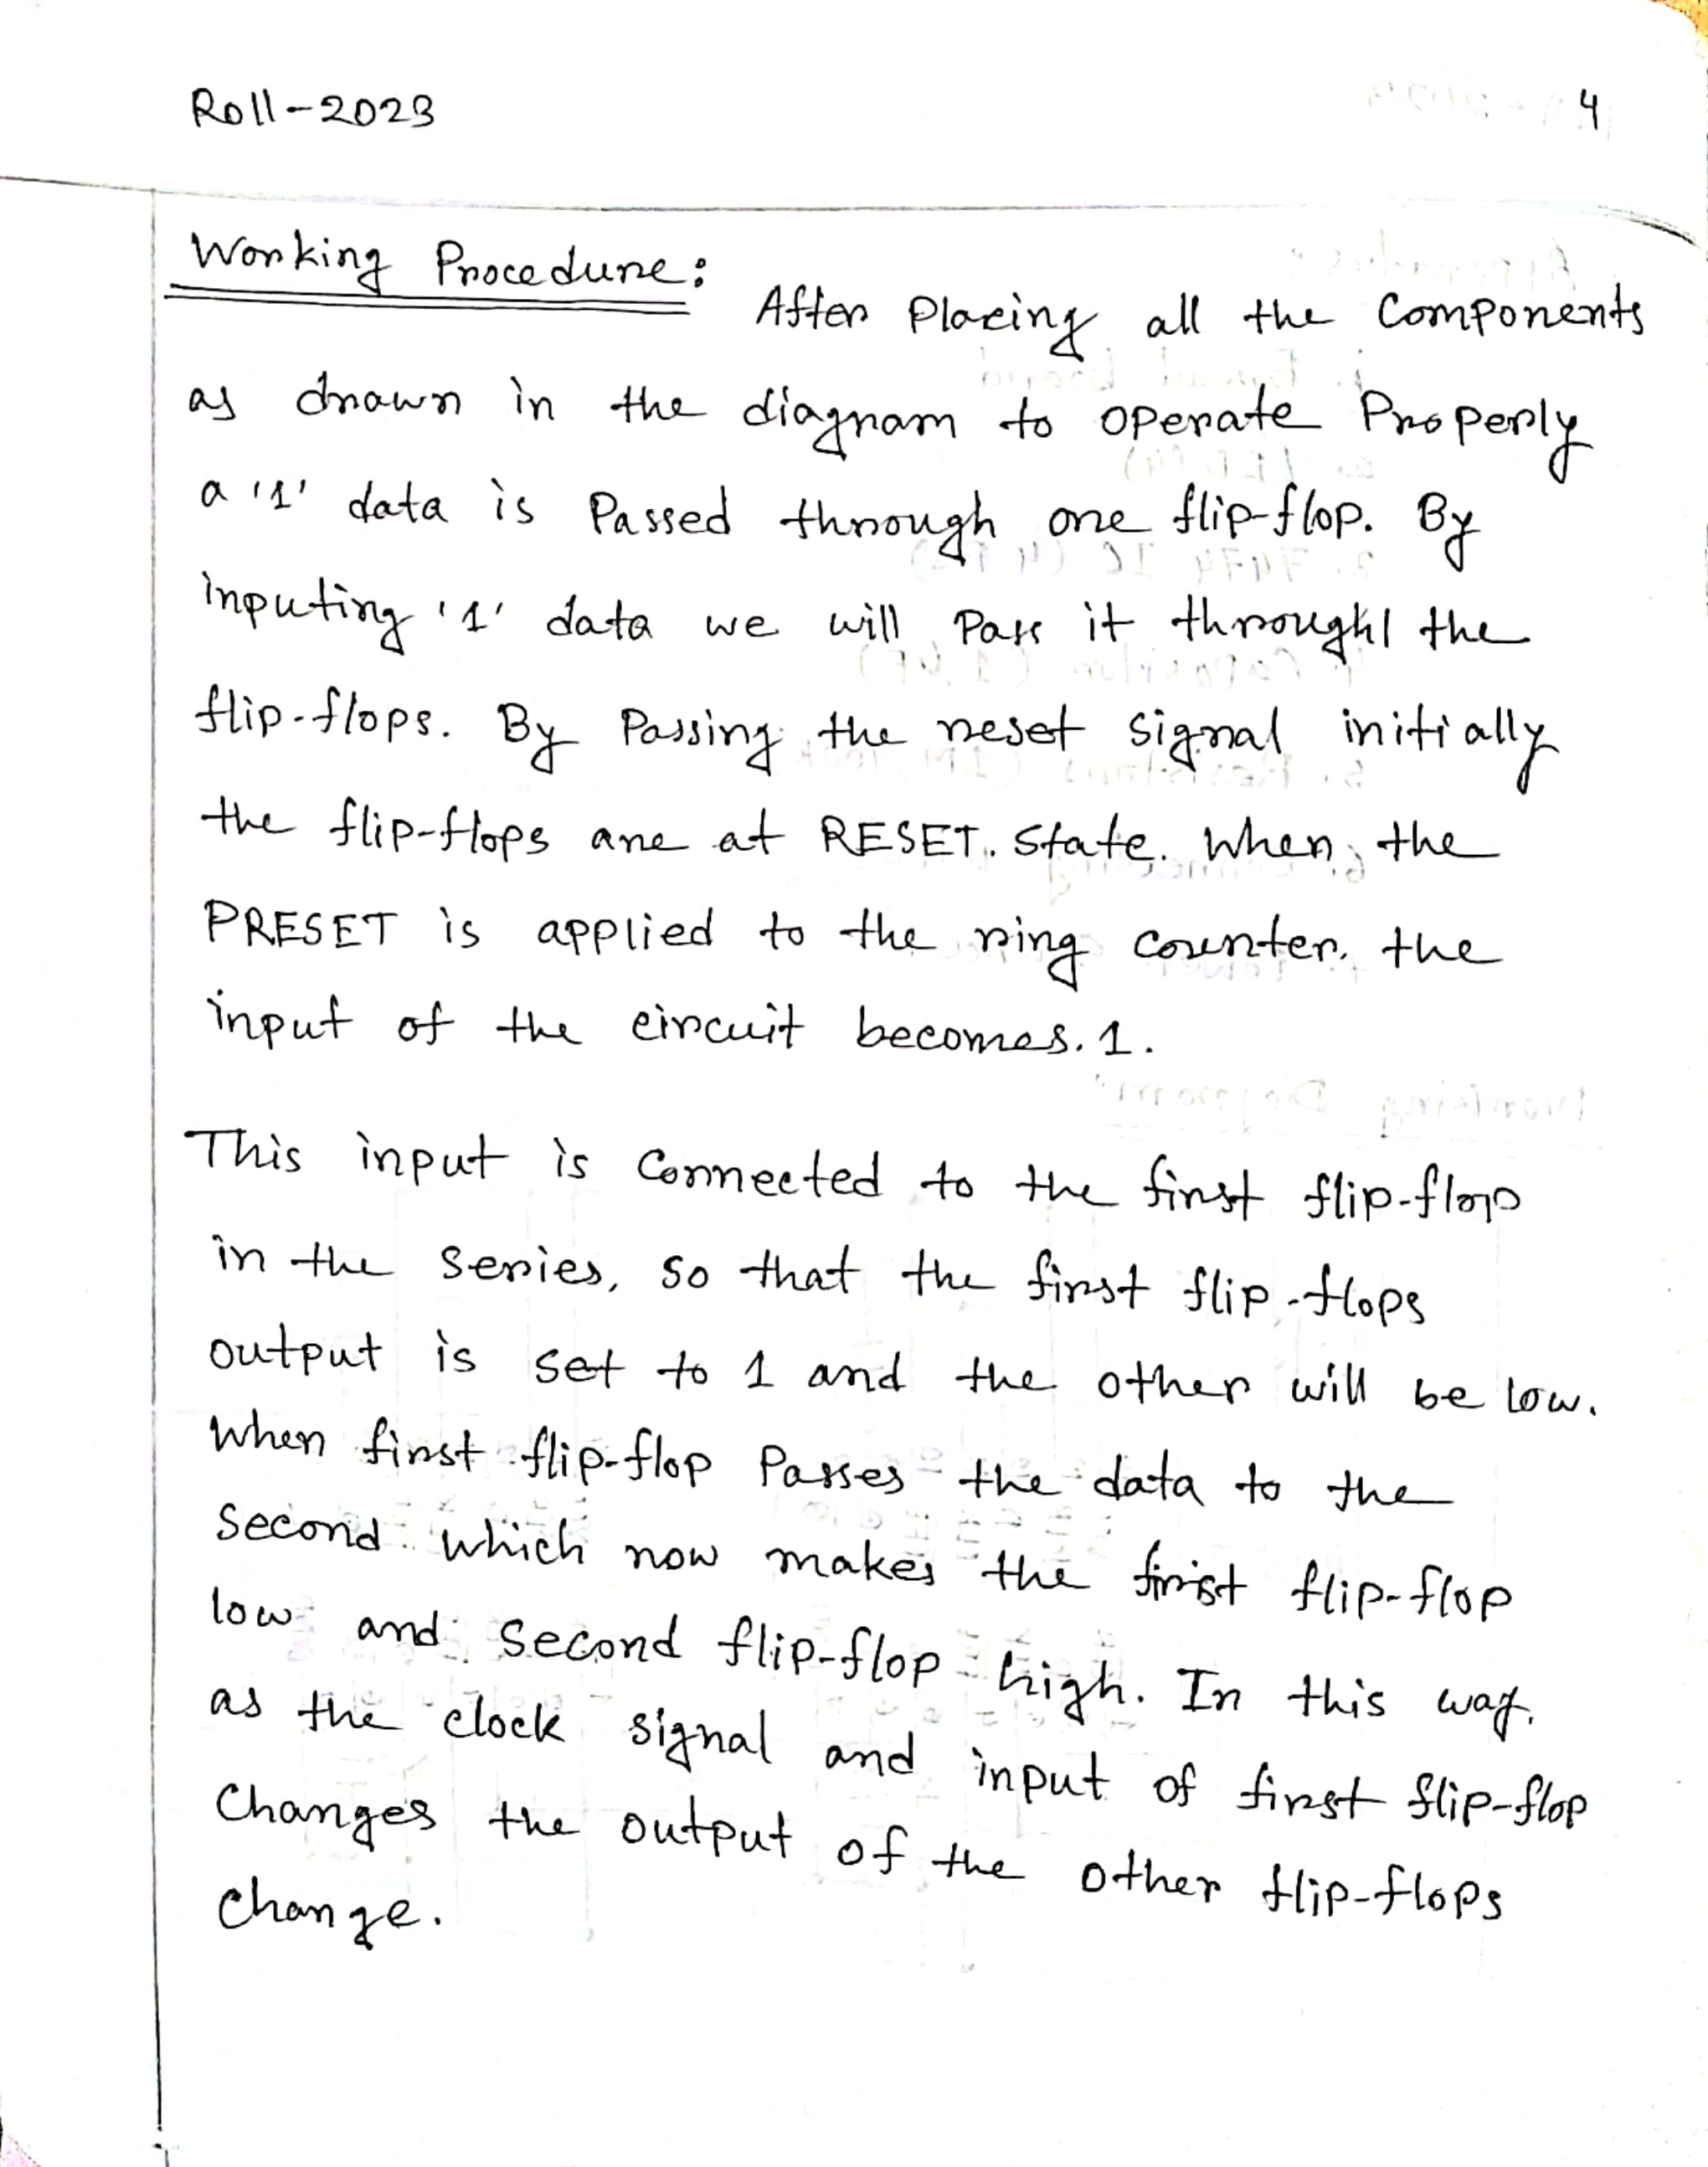 Roll-2023
4
Working Procedure:
After Placing all the Components
as drawn in the diagram to operate Properly
a '1' data is Passed through one flip-flop. By
inputing '1' data we will Pass it through the
flip-flops. By Passing the reset signal initially
the flip-flops are at RESET. State. When, the
PRESET is applied to the ring counter, the
input of the circuit becomes. 1.
This input is Connected to the first flip-flop
in the Series, so that the first flip-flops
output is set to 1 and the other will be low.
When first flip-flop Passes the data to the
Second which now makes the first flip-flop
low and second flip-flop high. In this way,
as the clock signal and input of first flip-flop
Changes the output of the other flip-flops
Change.